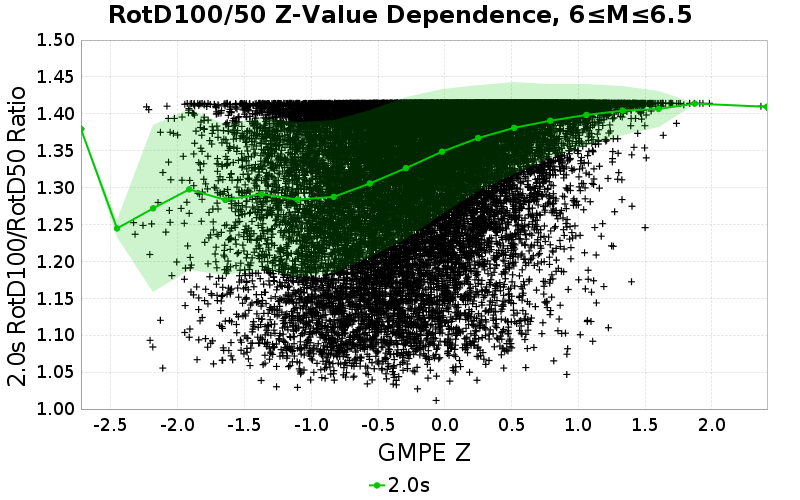 RotD100/50 Z-Value Dependence, 6≤M≤6.5
2.0s RotD100/RotD50 Ratio
1.50
1.45
1.40
1.35
1.30
1.25
1.20
1.15
1.10
1.05
1.00
-2.5 -2.0 -1.5 -1.0 -0.5 0.0 0.5 1.0 1.5 2.0
GMPE Z
2.0s